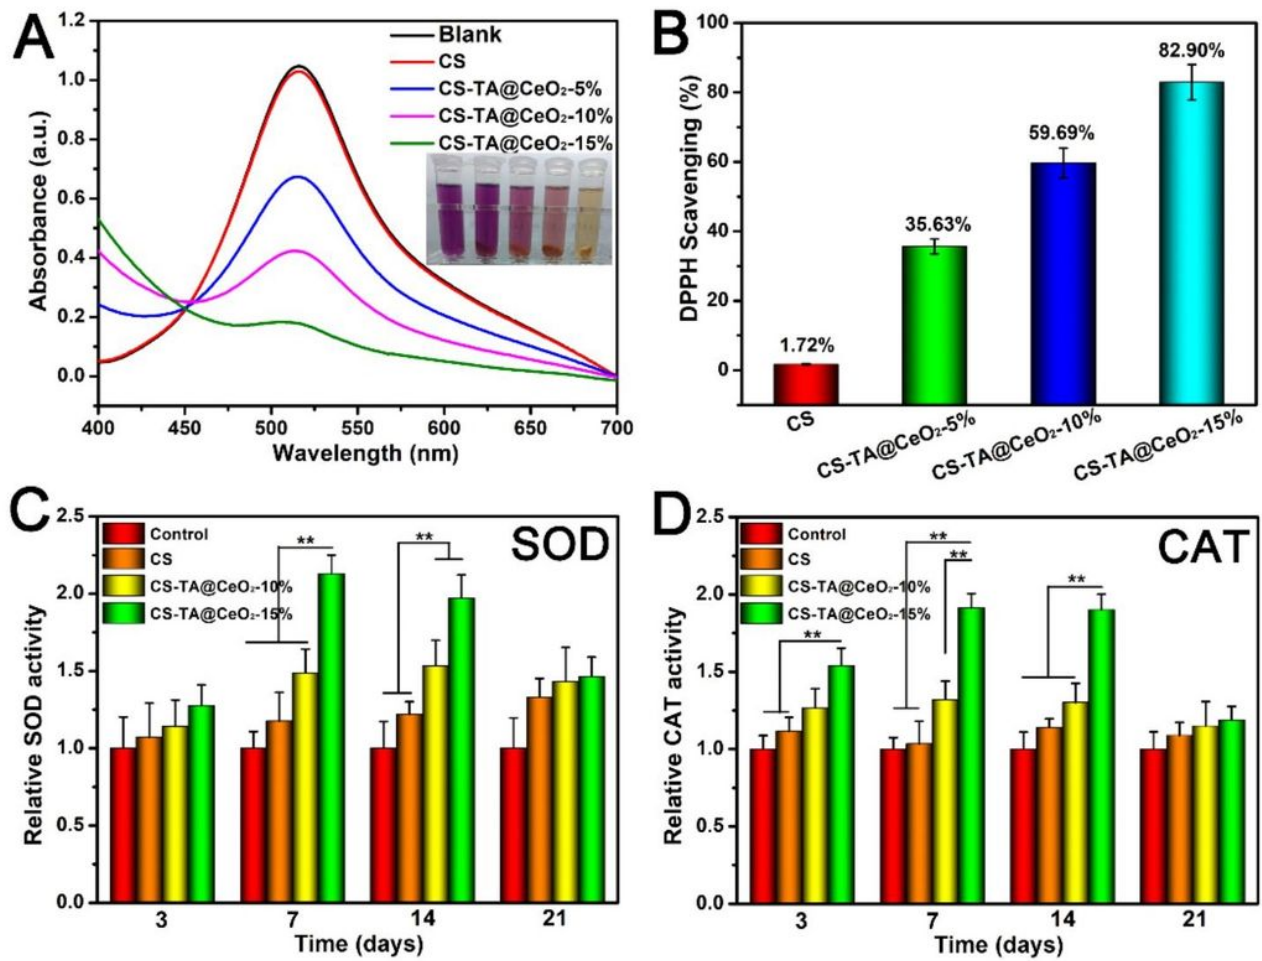 A
1.2
1.0
0.8
0.6
0.4
0.2
0.0
Absorbance (a.u.)
400 450 500 550 600 650 700
Wavelength (nm)
Blank
CS
CS-TA@CeO₂-5%
CS-TA@CeO₂-10%
CS-TA@CeO₂-15%
B
100
80
60
40
20
0
DPPH Scavenging (%)
1.72%
35.63%
59.69%
82.90%
CS
CS-TA@CeO₂-5%
CS-TA@CeO₂-10%
CS-TA@CeO₂-15%
C
SOD
2.5
2.0
1.5
1.0
0.5
0.0
Relative SOD activity
Control
CS
CS-TA@CeO₂-10%
CS-TA@CeO₂-15%
**
**
3 7 14 21
Time (days)
D
CAT
2.5
2.0
1.5
1.0
0.5
0.0
Relative CAT activity
Control
CS
CS-TA@CeO₂-10%
CS-TA@CeO₂-15%
**
**
**
**
3 7 14 21
Time (days)